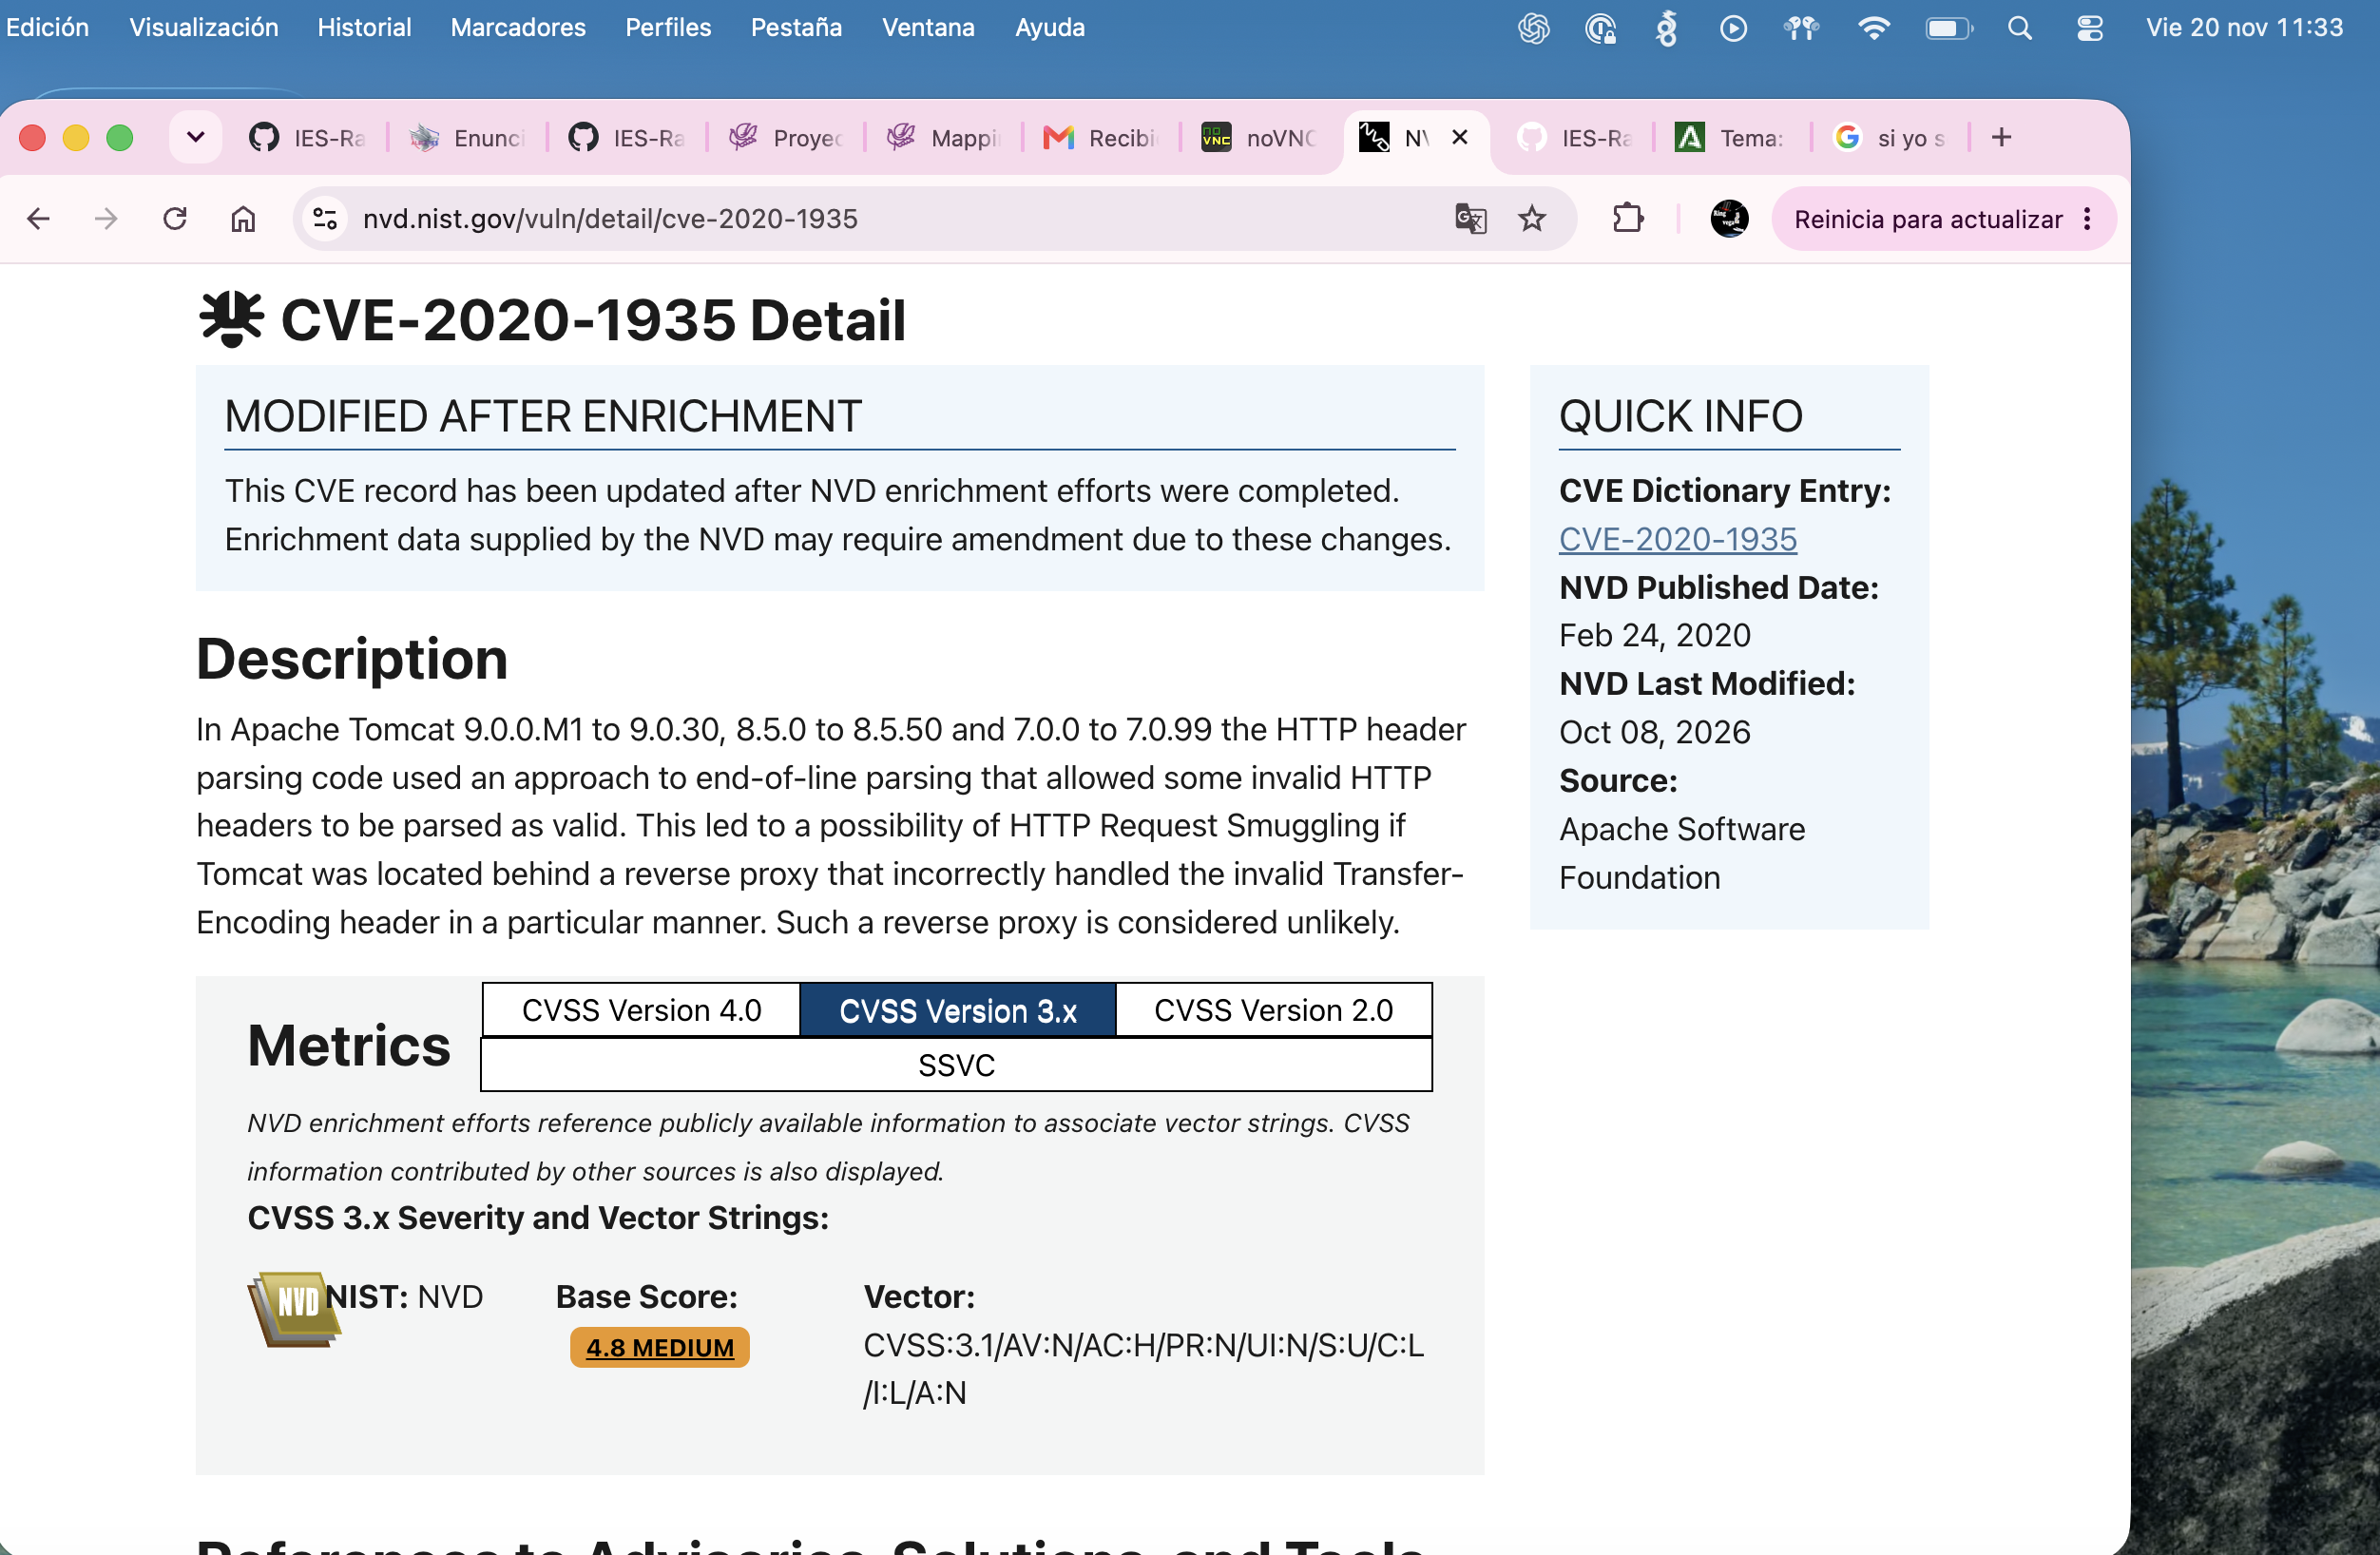 Edición Visualización Historial Marcadores Perfiles Pestaña Ventana Ayuda Vie 20 nov 11:33
IES-Ra Enunci IES-Ra Proyec Mappi Recibi noVNC NV IES-Ra Tema: si yo s
nvd.nist.gov/vuln/detail/cve-2020-1935 Reinicia para actualizar
CVE-2020-1935 Detail
MODIFIED AFTER ENRICHMENT
This CVE record has been updated after NVD enrichment efforts were completed.
Enrichment data supplied by the NVD may require amendment due to these changes.
Description
In Apache Tomcat 9.0.0.M1 to 9.0.30, 8.5.0 to 8.5.50 and 7.0.0 to 7.0.99 the HTTP header
parsing code used an approach to end-of-line parsing that allowed some invalid HTTP
headers to be parsed as valid. This led to a possibility of HTTP Request Smuggling if
Tomcat was located behind a reverse proxy that incorrectly handled the invalid Transfer-
Encoding header in a particular manner. Such a reverse proxy is considered unlikely.
QUICK INFO
CVE Dictionary Entry:
CVE-2020-1935
NVD Published Date:
Feb 24, 2020
NVD Last Modified:
Oct 08, 2026
Source:
Apache Software
Foundation
Metrics
CVSS Version 4.0 CVSS Version 3.x CVSS Version 2.0
SSVC
NVD enrichment efforts reference publicly available information to associate vector strings. CVSS
information contributed by other sources is also displayed.
CVSS 3.x Severity and Vector Strings:
NVD NIST: NVD
Base Score:
4.8 MEDIUM
Vector:
CVSS:3.1/AV:N/AC:H/PR:N/UI:N/S:U/C:L
/I:L/A:N
References to Advisories, Solutions, and Tools